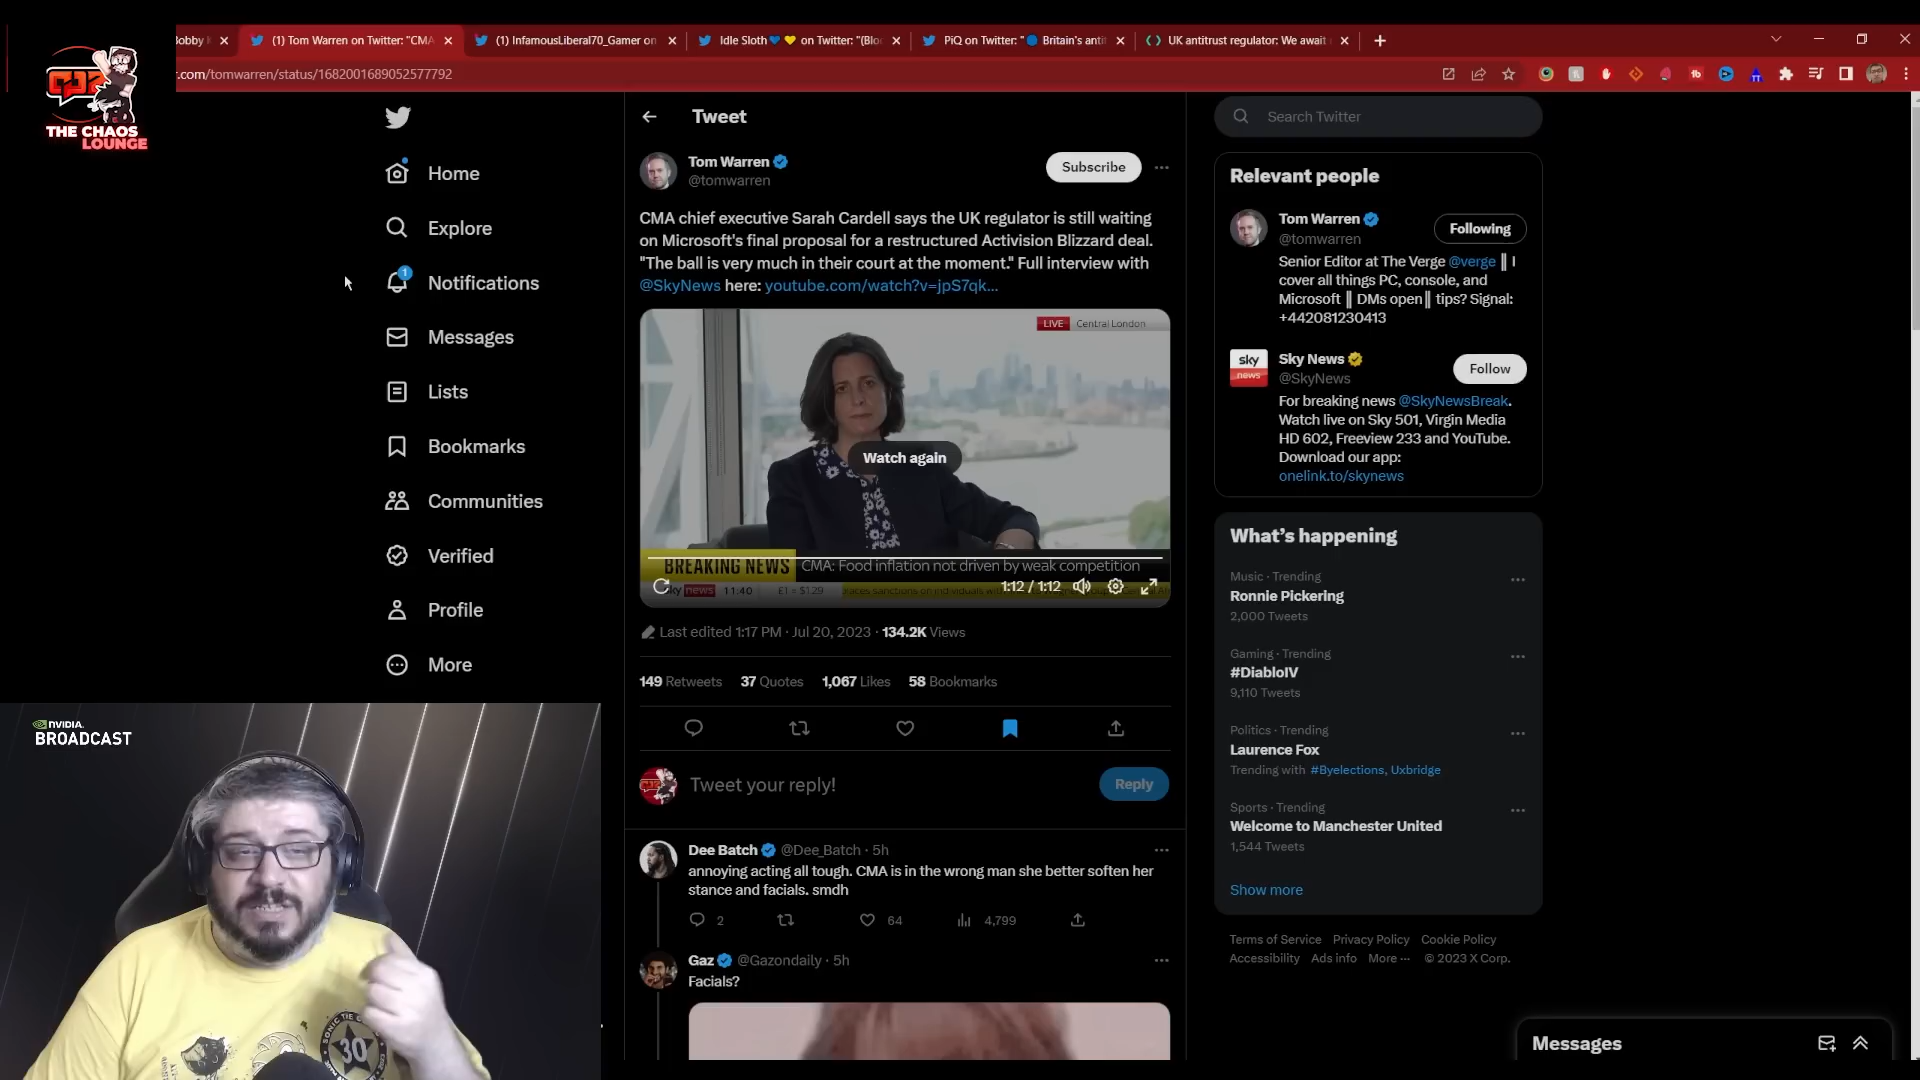 THE CHAOS
LOUNGE
Bobby
(1) Tom Warren on Twitter: "CMA
(1) InfamousLiberal70_Gamer on
Idle Sloth💙💛 on Twitter: "(Bloo
PiQ on Twitter: "🔵 Britain's anti
UK antitrust regulator: We await
r.com/tomwarren/status/1682001689052577792
Home
Explore
1
Notifications
Messages
Lists
Bookmarks
Communities
Verified
Profile
More
Tweet
Tom Warren
@tomwarren
Subscribe
CMA chief executive Sarah Cardell says the UK regulator is still waiting
on Microsoft's final proposal for a restructured Activision Blizzard deal.
"The ball is very much in their court at the moment." Full interview with
@SkyNews here: youtube.com/watch?v=jpS7qk...
LIVE Central London
Watch again
BREAKING NEWS CMA: Food inflation not driven by weak competition
1:12 / 1:12
sky news 11.40 £1 = $1.29
Last edited 1:17 PM · Jul 20, 2023 · 134.2K Views
149 Retweets 37 Quotes 1,067 Likes 58 Bookmarks
Tweet your reply!
Reply
Dee Batch @Dee_Batch · 5h
annoying acting all tough. CMA is in the wrong man she better soften her
stance and facials. smdh
2 64 4,799
Gaz @Gazondaily · 5h
Facials?
Search Twitter
Relevant people
Tom Warren
@tomwarren
Following
Senior Editor at The Verge @verge || I
cover all things PC, console, and
Microsoft || DMs open || tips? Signal:
+442081230413
sky
news
Sky News
@SkyNews
Follow
For breaking news @SkyNewsBreak.
Watch live on Sky 501, Virgin Media
HD 602, Freeview 233 and YouTube.
Download our app:
onelink.to/skynews
What's happening
Music · Trending
Ronnie Pickering
2,000 Tweets
Gaming · Trending
#DiabloIV
9,110 Tweets
Politics · Trending
Laurence Fox
Trending with #Byelections, Uxbridge
Sports · Trending
Welcome to Manchester United
1,544 Tweets
Show more
Terms of Service Privacy Policy Cookie Policy
Accessibility Ads info More ··· © 2023 X Corp.
Messages
NVIDIA.
BROADCAST
SONIC THE
30